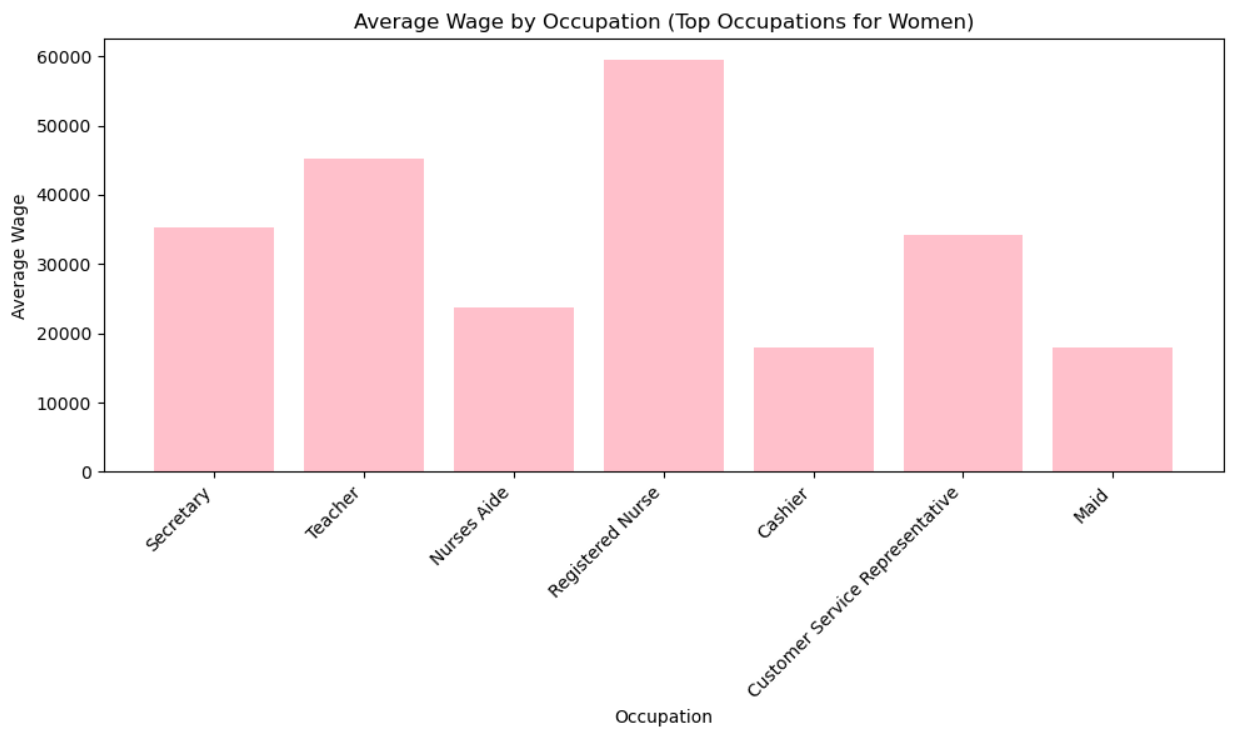 Average Wage by Occupation (Top Occupations for Women)
Average Wage
60000
50000
40000
30000
20000
10000
0
Secretary
Teacher
Nurses Aide
Registered Nurse
Cashier
Customer Service Representative
Maid
Occupation